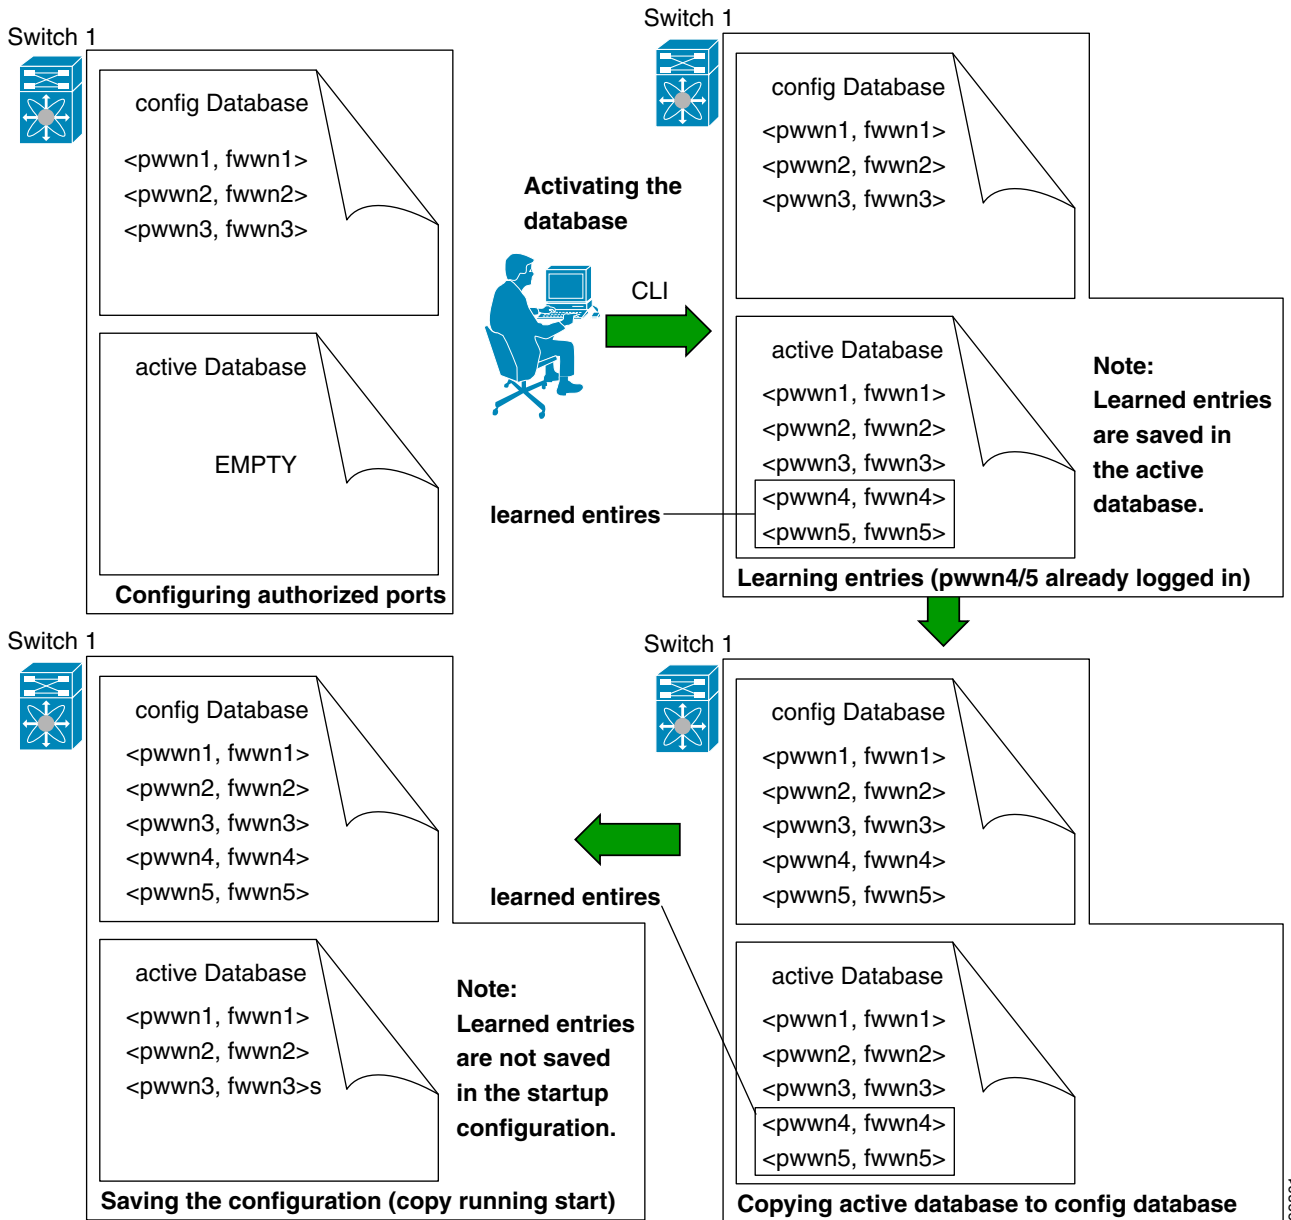 Switch 1
config Database
<pwwn1, fwwn1>
<pwwn2, fwwn2>
<pwwn3, fwwn3>
active Database
EMPTY
Configuring authorized ports
Activating the
database
CLI
Switch 1
config Database
<pwwn1, fwwn1>
<pwwn2, fwwn2>
<pwwn3, fwwn3>
active Database
<pwwn1, fwwn1>
<pwwn2, fwwn2>
<pwwn3, fwwn3>
<pwwn4, fwwn4>
<pwwn5, fwwn5>
learned entires
Note:
Learned entries
are saved in
the active
database.
Learning entries (pwwn4/5 already logged in)
Switch 1
config Database
<pwwn1, fwwn1>
<pwwn2, fwwn2>
<pwwn3, fwwn3>
<pwwn4, fwwn4>
<pwwn5, fwwn5>
active Database
<pwwn1, fwwn1>
<pwwn2, fwwn2>
<pwwn3, fwwn3>s
Note:
Learned entries
are not saved
in the startup
configuration.
Saving the configuration (copy running start)
learned entires
Switch 1
config Database
<pwwn1, fwwn1>
<pwwn2, fwwn2>
<pwwn3, fwwn3>
<pwwn4, fwwn4>
<pwwn5, fwwn5>
active Database
<pwwn1, fwwn1>
<pwwn2, fwwn2>
<pwwn3, fwwn3>
<pwwn4, fwwn4>
<pwwn5, fwwn5>
Copying active database to config database